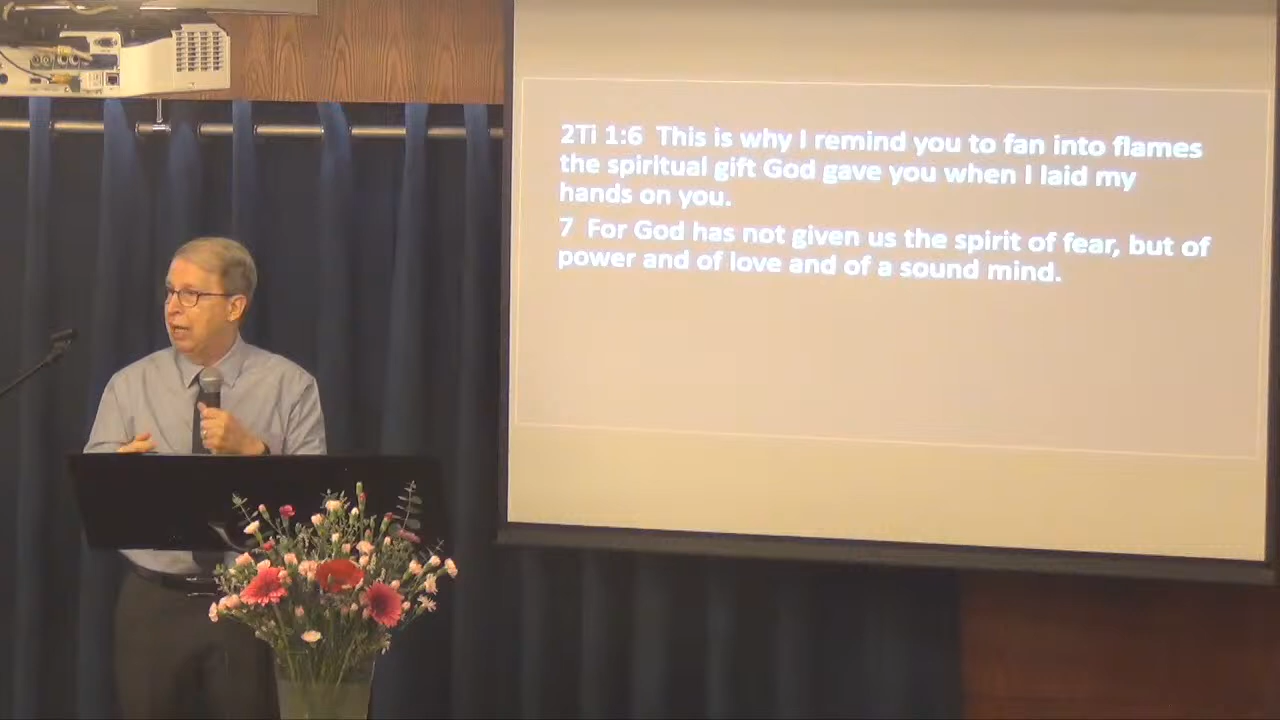 2Ti 1:6 This is why I remind you to fan into flames
the spiritual gift God gave you when I laid my
hands on you.
7 For God has not given us the spirit of fear, but of
power and of love and of a sound mind.